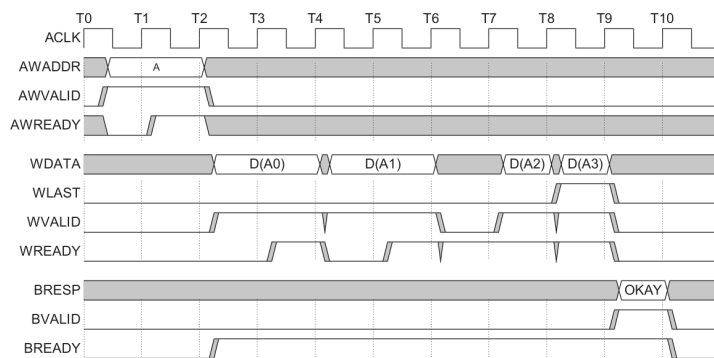 T0 T1 T2 T3 T4 T5 T6 T7 T8 T9 T10
ACLK
AWADDR A
AWVALID
AWREADY
WDATA D(A0) D(A1) D(A2) D(A3)
WLAST
WVALID
WREADY
BRESP OKAY
BVALID
BREADY